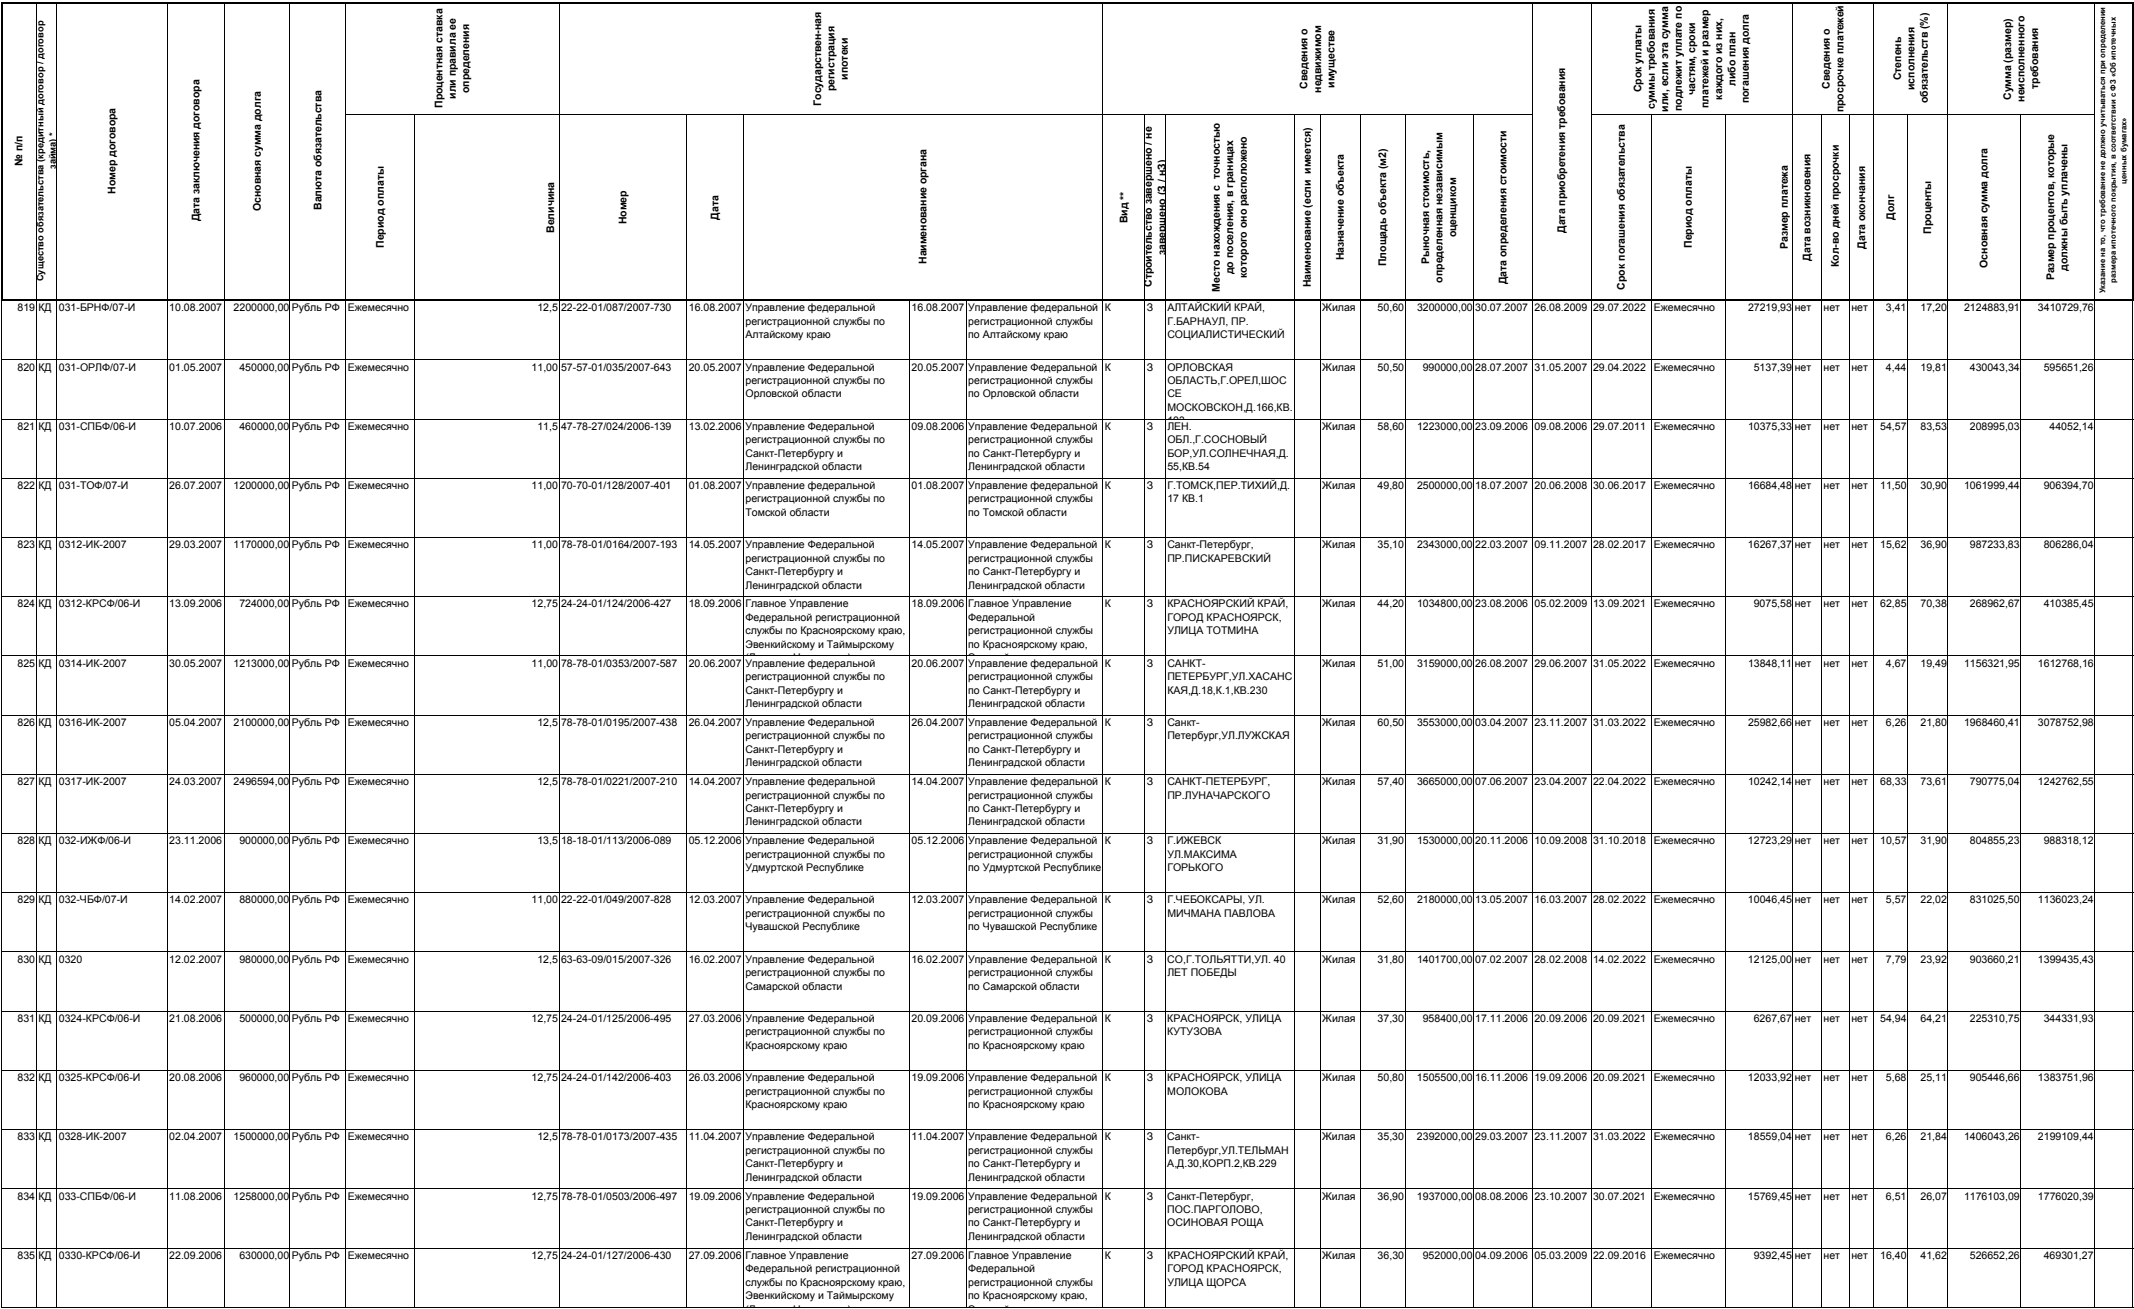 № п/п
Существо обязательства (кредитный договор / договор займа) *
Номер договора
Дата заключения договора
Основная сумма долга
Валюта обязательства
Процентная ставка или правила ее определения
Период оплаты
Величина
Государствен-ная регистрация ипотеки
Номер
Дата
Наименование органа
Сведения о недвижимом имуществе
Вид **
Строительство завершено / не завершено (З / нЗ)
Место нахождения с точностью до поселения, в границах которого оно расположено
Наименование (если имеется)
Назначение объекта
Площадь объекта (м2)
Рыночная стоимость, определенная независимым оценщиком
Дата определения стоимости
Дата приобретения требования
Срок уплаты суммы требования или, если эта сумма подлежит уплате по частям, сроки платежей и размер каждого из них, либо план погашения долга
Срок погашения обязательства
Период оплаты
Размер платежа
Сведения о просрочке платежей
Дата возникновения
Кол-во дней просрочки
Дата окончания
Степень исполнения обязательств (%)
Долг
Проценты
Сумма (размер) неисполненного требования
Основная сумма долга
Размер процентов, которые должны быть уплачены
Указание на то, что требование не должно учитываться при определении размера ипотечного покрытия, в соответствии с ФЗ «Об ипотечных ценных бумагах»
819 КД 031-БРНФ/07-И 10.08.2007 2200000,00 Рубль РФ Ежемесячно 12,5 22-22-01/087/2007-730 16.08.2007 Управление федеральной регистрационной службы по Алтайскому краю 16.08.2007 Управление федеральной регистрационной службы по Алтайскому краю К З АЛТАЙСКИЙ КРАЙ, Г.БАРНАУЛ, ПР. СОЦИАЛИСТИЧЕСКИЙ Жилая 50,60 3200000,00 30.07.2007 26.08.2009 29.07.2022 Ежемесячно 27219,93 нет нет нет 3,41 17,20 2124883,91 3410729,76
820 КД 031-ОРЛФ/07-И 01.05.2007 450000,00 Рубль РФ Ежемесячно 11,00 57-57-01/035/2007-643 20.05.2007 Управление Федеральной регистрационной службы по Орловской области 20.05.2007 Управление Федеральной регистрационной службы по Орловской области К З ОРЛОВСКАЯ ОБЛАСТЬ,Г.ОРЕЛ,ШОССЕ МОСКОВСКОН,Д.166,КВ. Жилая 50,50 990000,00 28.07.2007 31.05.2007 29.04.2022 Ежемесячно 5137,39 нет нет нет 4,44 19,81 430043,34 595651,26
821 КД 031-СПБФ/06-И 10.07.2006 460000,00 Рубль РФ Ежемесячно 11,5 47-78-27/024/2006-139 13.02.2006 Управление федеральной регистрационной службы по Санкт-Петербургу и Ленинградской области 09.08.2006 Управление федеральной регистрационной службы по Санкт-Петербургу и Ленинградской области К З ЛЕН. ОБЛ.,Г.СОСНОВЫЙ БОР,УЛ.СОЛНЕЧНАЯ,Д.55,КВ.54 Жилая 58,60 1223000,00 23.09.2006 09.08.2006 29.07.2011 Ежемесячно 10375,33 нет нет нет 54,57 83,53 208995,03 44052,14
822 КД 031-ТОФ/07-И 26.07.2007 1200000,00 Рубль РФ Ежемесячно 11,00 70-70-01/128/2007-401 01.08.2007 Управление федеральной регистрационной службы по Томской области 01.08.2007 Управление федеральной регистрационной службы по Томской области К З Г.ТОМСК,ПЕР.ТИХИЙ,Д.17 КВ.1 Жилая 49,80 2500000,00 18.07.2007 20.06.2008 30.06.2017 Ежемесячно 16684,48 нет нет нет 11,50 30,90 1061999,44 906394,70
823 КД 0312-ИК-2007 29.03.2007 1170000,00 Рубль РФ Ежемесячно 11,00 78-78-01/0164/2007-193 14.05.2007 Управление Федеральной регистрационной службы по Санкт-Петербургу и Ленинградской области 14.05.2007 Управление Федеральной регистрационной службы по Санкт-Петербургу и Ленинградской области К З Санкт-Петербург, ПР.ПИСКАРЕВСКИЙ Жилая 35,10 2343000,00 22.03.2007 09.11.2007 28.02.2017 Ежемесячно 16267,37 нет нет нет 15,62 36,90 987233,83 806286,04
824 КД 0312-КРСФ/06-И 13.09.2006 724000,00 Рубль РФ Ежемесячно 12,75 24-24-01/124/2006-427 18.09.2006 Главное Управление Федеральной регистрационной службы по Красноярскому краю, Эвенкийскому и Таймырскому 18.09.2006 Главное Управление Федеральной регистрационной службы по Красноярскому краю, К З КРАСНОЯРСКИЙ КРАЙ, ГОРОД КРАСНОЯРСК, УЛИЦА ТОТМИНА Жилая 44,20 1034800,00 23.08.2006 05.02.2009 13.09.2021 Ежемесячно 9075,58 нет нет нет 62,85 70,38 268962,67 410385,45
825 КД 0314-ИК-2007 30.05.2007 1213000,00 Рубль РФ Ежемесячно 11,00 78-78-01/0353/2007-587 20.06.2007 Управление федеральной регистрационной службы по Санкт-Петербургу и Ленинградской области 20.06.2007 Управление федеральной регистрационной службы по Санкт-Петербургу и Ленинградской области К З САНКТ-ПЕТЕРБУРГ,УЛ.ХАСАНСКАЯ,Д.18,К.1,КВ.230 Жилая 51,00 3159000,00 26.08.2007 29.06.2007 31.05.2022 Ежемесячно 13848,11 нет нет нет 4,67 19,49 1156321,95 1612768,16
826 КД 0316-ИК-2007 05.04.2007 2100000,00 Рубль РФ Ежемесячно 12,5 78-78-01/0195/2007-438 26.04.2007 Управление Федеральной регистрационной службы по Санкт-Петербургу и Ленинградской области 26.04.2007 Управление Федеральной регистрационной службы по Санкт-Петербургу и Ленинградской области К З Санкт-Петербург,УЛ.ЛУЖСКАЯ Жилая 60,50 3553000,00 03.04.2007 23.11.2007 31.03.2022 Ежемесячно 25982,66 нет нет нет 6,26 21,80 1968460,41 3078752,98
827 КД 0317-ИК-2007 24.03.2007 2496594,00 Рубль РФ Ежемесячно 12,5 78-78-01/0221/2007-210 14.04.2007 Управление федеральной регистрационной службы по Санкт-Петербургу и Ленинградской области 14.04.2007 Управление федеральной регистрационной службы по Санкт-Петербургу и Ленинградской области К З САНКТ-ПЕТЕРБУРГ, ПР.ЛУНАЧАРСКОГО Жилая 57,40 3665000,00 07.06.2007 23.04.2007 22.04.2022 Ежемесячно 10242,14 нет нет нет 68,33 73,61 790775,04 1242762,55
828 КД 032-ИЖФ/06-И 23.11.2006 900000,00 Рубль РФ Ежемесячно 13,5 18-18-01/113/2006-089 05.12.2006 Управление Федеральной регистрационной службы по Удмуртской Республике 05.12.2006 Управление Федеральной регистрационной службы по Удмуртской Республике К З Г.ИЖЕВСК УЛ.МАКСИМА ГОРЬКОГО Жилая 31,90 1530000,00 20.11.2006 10.09.2008 31.10.2018 Ежемесячно 12723,29 нет нет нет 10,57 31,90 804855,23 988318,12
829 КД 032-ЧБФ/07-И 14.02.2007 880000,00 Рубль РФ Ежемесячно 11,00 22-22-01/049/2007-828 12.03.2007 Управление Федеральной регистрационной службы по Чувашской Республике 12.03.2007 Управление Федеральной регистрационной службы по Чувашской Республике К З Г.ЧЕБОКСАРЫ, УЛ. МИЧМАНА ПАВЛОВА Жилая 52,60 2180000,00 13.05.2007 16.03.2007 28.02.2022 Ежемесячно 10046,45 нет нет нет 5,57 22,02 831025,50 1136023,24
830 КД 0320 12.02.2007 980000,00 Рубль РФ Ежемесячно 12,5 63-63-09/015/2007-326 16.02.2007 Управление Федеральной регистрационной службы по Самарской области 16.02.2007 Управление Федеральной регистрационной службы по Самарской области К З СО,Г.ТОЛЬЯТТИ,УЛ. 40 ЛЕТ ПОБЕДЫ Жилая 31,80 1401700,00 07.02.2007 28.02.2008 14.02.2022 Ежемесячно 12125,00 нет нет нет 7,79 23,92 903660,21 1399435,43
831 КД 0324-КРСФ/06-И 21.08.2006 500000,00 Рубль РФ Ежемесячно 12,75 24-24-01/125/2006-495 27.03.2006 Управление Федеральной регистрационной службы по Красноярскому краю 20.09.2006 Управление Федеральной регистрационной службы по Красноярскому краю К З КРАСНОЯРСК, УЛИЦА КУТУЗОВА Жилая 37,30 958400,00 17.11.2006 20.09.2006 20.09.2021 Ежемесячно 6267,67 нет нет нет 54,94 64,21 225310,75 344331,93
832 КД 0325-КРСФ/06-И 20.08.2006 960000,00 Рубль РФ Ежемесячно 12,75 24-24-01/142/2006-403 26.03.2006 Управление Федеральной регистрационной службы по Красноярскому краю 19.09.2006 Управление Федеральной регистрационной службы по Красноярскому краю К З КРАСНОЯРСК, УЛИЦА МОЛОКОВА Жилая 50,80 1505500,00 16.11.2006 19.09.2006 20.09.2021 Ежемесячно 12033,92 нет нет нет 5,68 25,11 905446,66 1383751,96
833 КД 0328-ИК-2007 02.04.2007 1500000,00 Рубль РФ Ежемесячно 12,5 78-78-01/0173/2007-435 11.04.2007 Управление Федеральной регистрационной службы по Санкт-Петербургу и Ленинградской области 11.04.2007 Управление Федеральной регистрационной службы по Санкт-Петербургу и Ленинградской области К З Санкт-Петербург,УЛ.ТЕЛЬМАНА,Д.30,КОРП.2,КВ.229 Жилая 35,30 2392000,00 29.03.2007 23.11.2007 31.03.2022 Ежемесячно 18559,04 нет нет нет 6,26 21,84 1406043,26 2199109,44
834 КД 033-СПБФ/06-И 11.08.2006 1258000,00 Рубль РФ Ежемесячно 12,75 78-78-01/0503/2006-497 19.09.2006 Управление Федеральной регистрационной службы по Санкт-Петербургу и Ленинградской области 19.09.2006 Управление Федеральной регистрационной службы по Санкт-Петербургу и Ленинградской области К З Санкт-Петербург, ПОС.ПАРГОЛОВО, ОСИНОВАЯ РОЩА Жилая 36,90 1937000,00 08.08.2006 23.10.2007 30.07.2021 Ежемесячно 15769,45 нет нет нет 6,51 26,07 1176103,09 1776020,39
835 КД 0330-КРСФ/06-И 22.09.2006 630000,00 Рубль РФ Ежемесячно 12,75 24-24-01/127/2006-430 27.09.2006 Главное Управление Федеральной регистрационной службы по Красноярскому краю, Эвенкийскому и Таймырскому 27.09.2006 Главное Управление Федеральной регистрационной службы по Красноярскому краю, К З КРАСНОЯРСКИЙ КРАЙ, ГОРОД КРАСНОЯРСК, УЛИЦА ЩОРСА Жилая 36,30 952000,00 04.09.2006 05.03.2009 22.09.2016 Ежемесячно 9392,45 нет нет нет 16,40 41,62 526652,26 469301,27